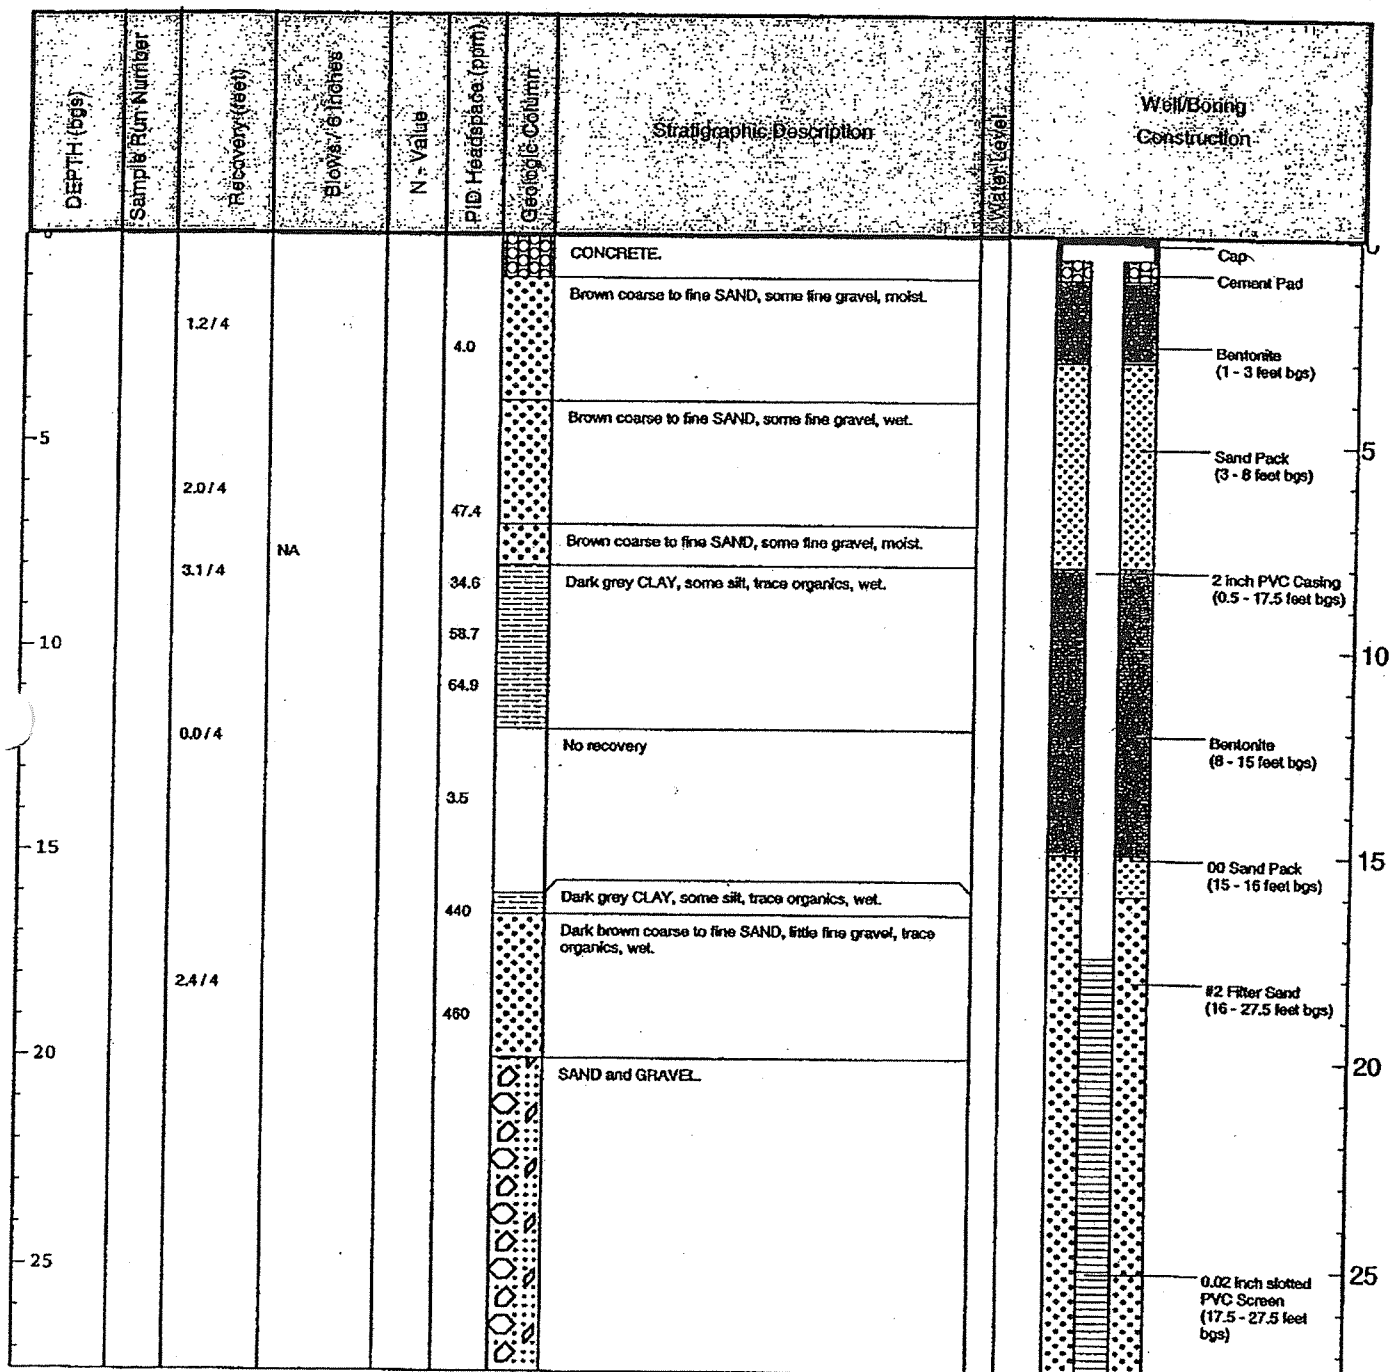 DEPTH (bgs)
Sample Run Number
Recovery (feet)
Blows / 6 Inches
N - Value
PID Headspace (ppm)
Geologic Column
Stratigraphic Description
Water Level
Well/Boring
Construction
0
CONCRETE.
Cap
Cement Pad
Brown coarse to fine SAND, some fine gravel, moist.
1.2 / 4
4.0
Bentonite
(1 - 3 feet bgs)
Brown coarse to fine SAND, some fine gravel, wet.
5
5
Sand Pack
(3 - 8 feet bgs)
2.0 / 4
47.4
Brown coarse to fine SAND, some fine gravel, moist.
NA
3.1 / 4
34.6
Dark grey CLAY, some silt, trace organics, wet.
2 inch PVC Casing
(0.5 - 17.5 feet bgs)
58.7
10
10
64.9
0.0 / 4
No recovery
Bentonite
(8 - 15 feet bgs)
3.5
15
15
00 Sand Pack
(15 - 16 feet bgs)
Dark grey CLAY, some silt, trace organics, wet.
440
Dark brown coarse to fine SAND, little fine gravel, trace
organics, wet.
2.4 / 4
#2 Filter Sand
(16 - 27.5 feet bgs)
460
20
20
SAND and GRAVEL.
25
25
0.02 inch slotted
PVC Screen
(17.5 - 27.5 feet
bgs)